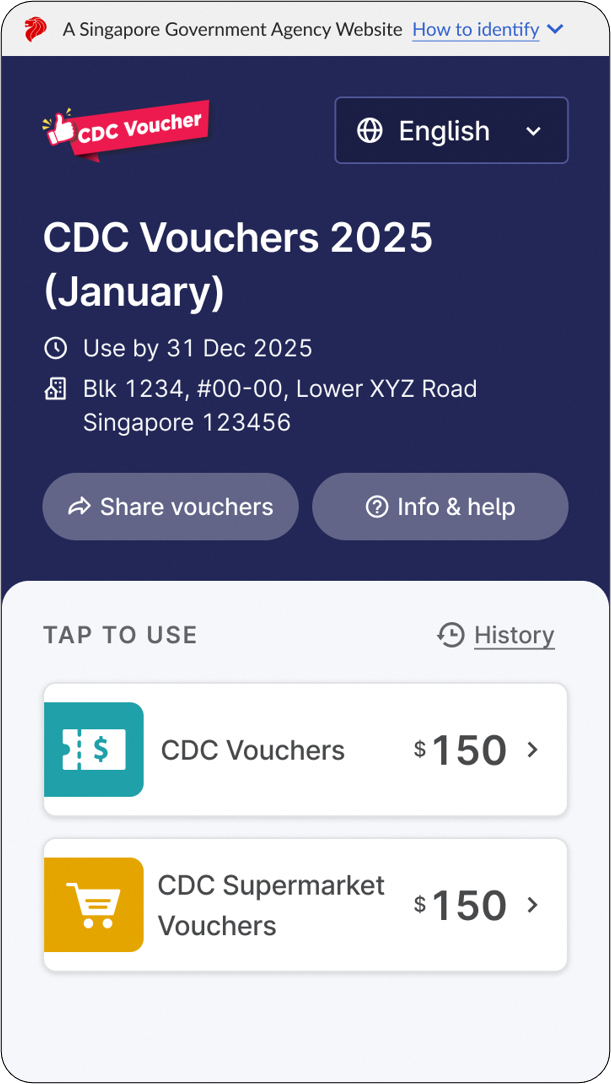 A Singapore Government Agency Website How to identify
CDC Voucher
English
CDC Vouchers 2025
(January)
Use by 31 Dec 2025
Blk 1234, #00-00, Lower XYZ Road
Singapore 123456
Share vouchers
Info & help
TAP TO USE
History
$
CDC Vouchers
$150
CDC Supermarket
Vouchers
$150